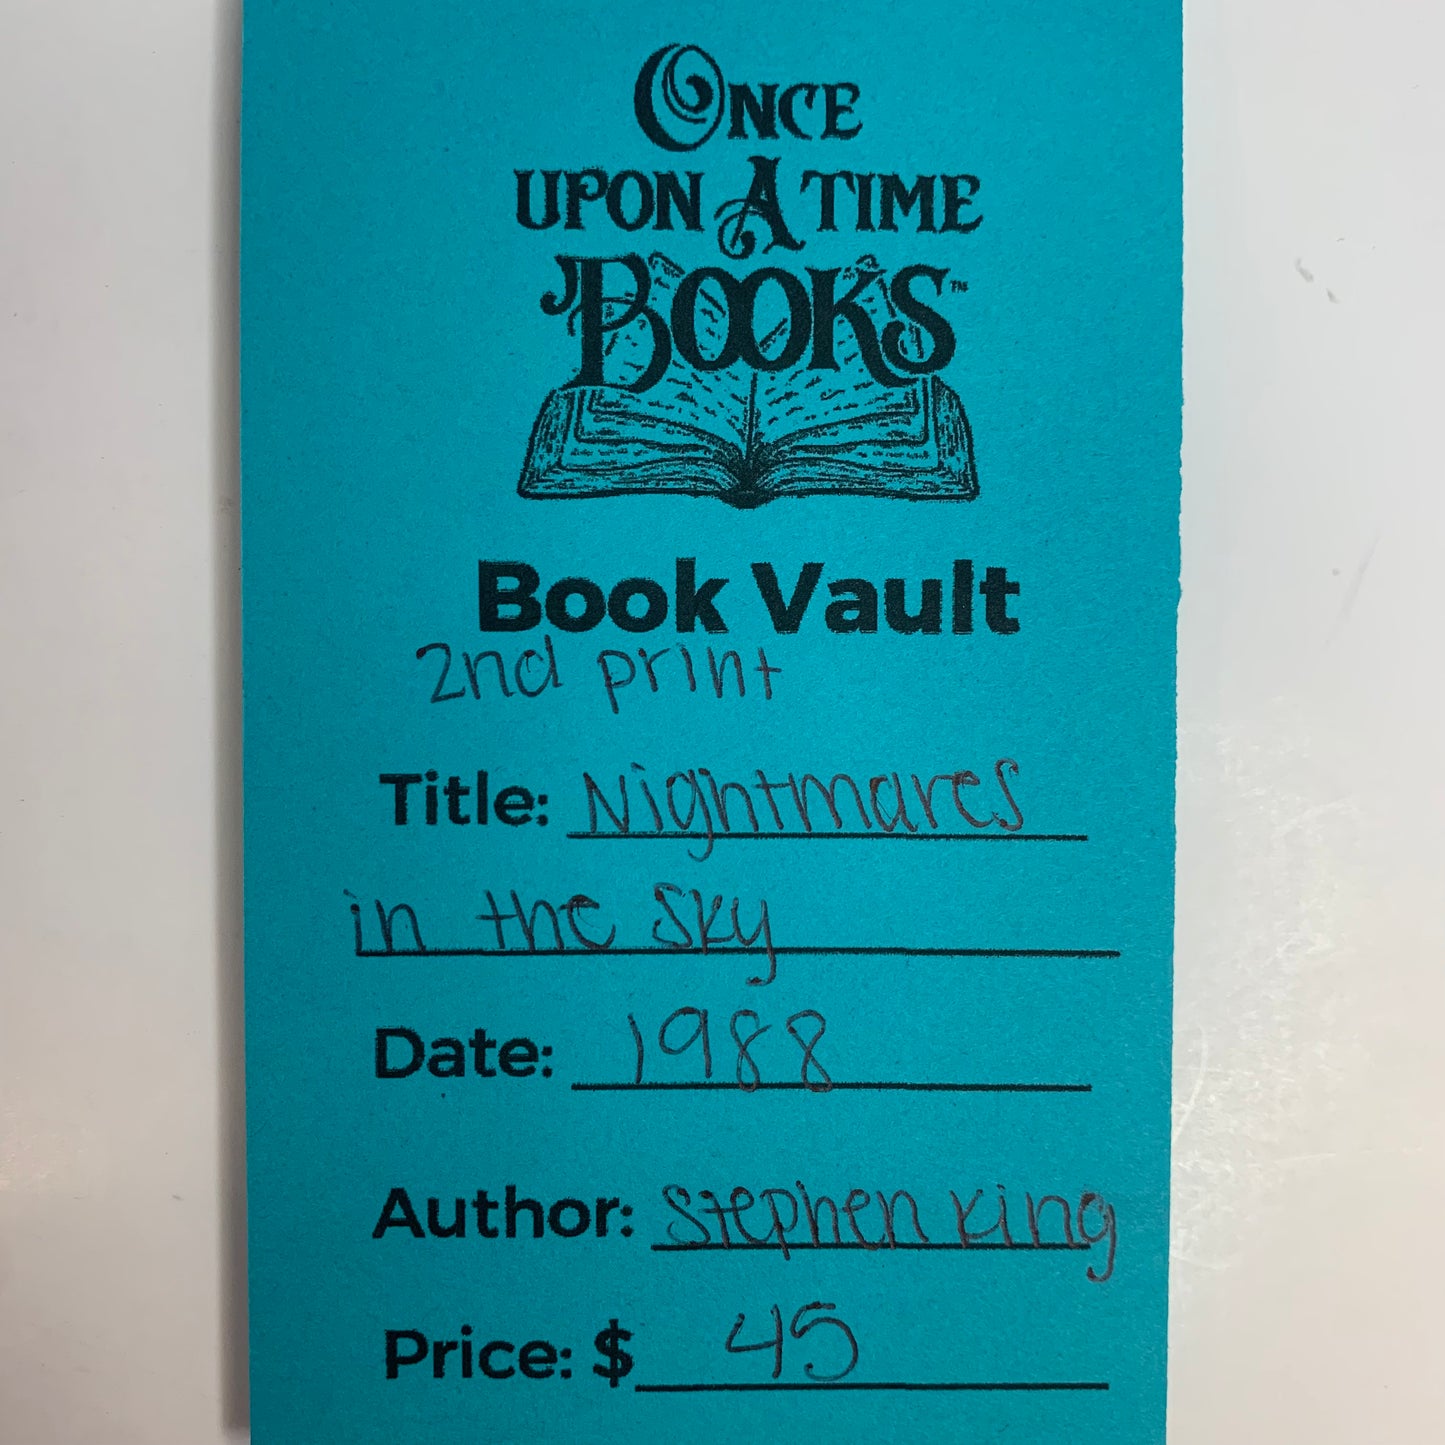 ONCE
UPON A TIME
BOOKS™
Book Vault
2nd print
Title: Nightmares
in the sky
Date: 1988
Author: Stephen King
Price: $ 45